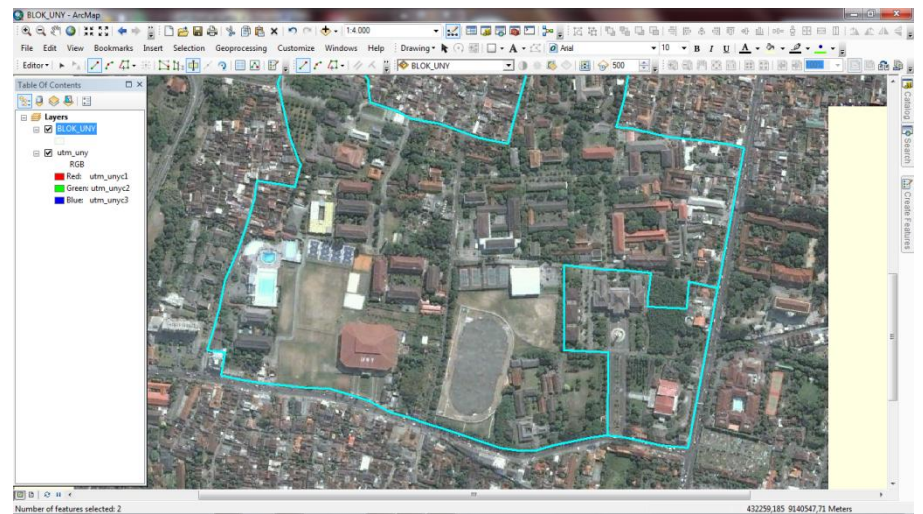 BLOK_UNY - ArcMap
1:4.000
File Edit View Bookmarks Insert Selection Geoprocessing Customize Windows Help Drawing Arial 10 B I U A
Editor BLOK_UNY 500
Table Of Contents
Layers
BLOK_UNY
utm_uny
RGB
Red: utm_unyc1
Green: utm_unyc2
Blue: utm_unyc3
UNY
Catalog
Search
Create Features
Number of features selected: 2
432259,185 9140547,71 Meters